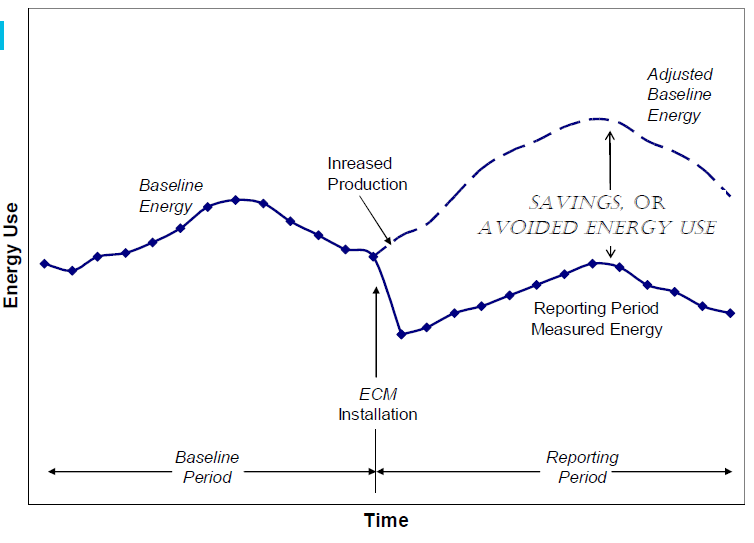 Adjusted
Baseline
Energy
Inreased
Production
Baseline
Energy
SAVINGS, OR
AVOIDED ENERGY USE
Energy Use
Reporting Period
Measured Energy
ECM
Installation
Baseline
Period
Reporting
Period
Time